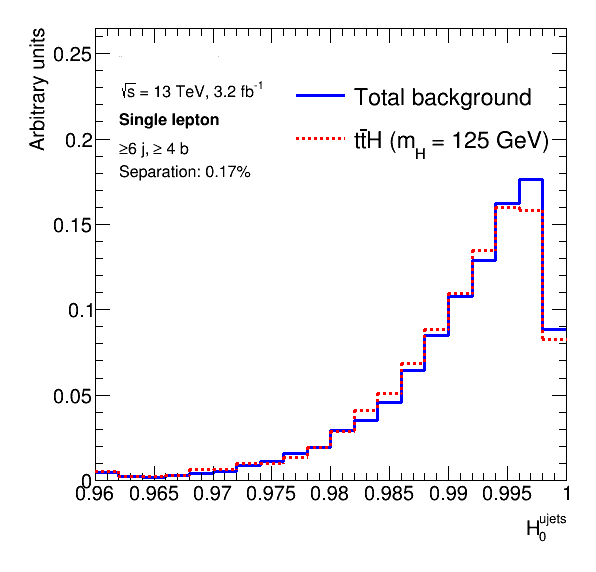 Arbitrary units
0.25
0.2
0.15
0.1
0.05
0
√s = 13 TeV, 3.2 fb⁻¹
Single lepton
≥6 j, ≥ 4 b
Separation: 0.17%
Total background
tt̄H (m_H = 125 GeV)
0.96 0.965 0.97 0.975 0.98 0.985 0.99 0.995 1
H₀ᵘʲᵉᵗˢ